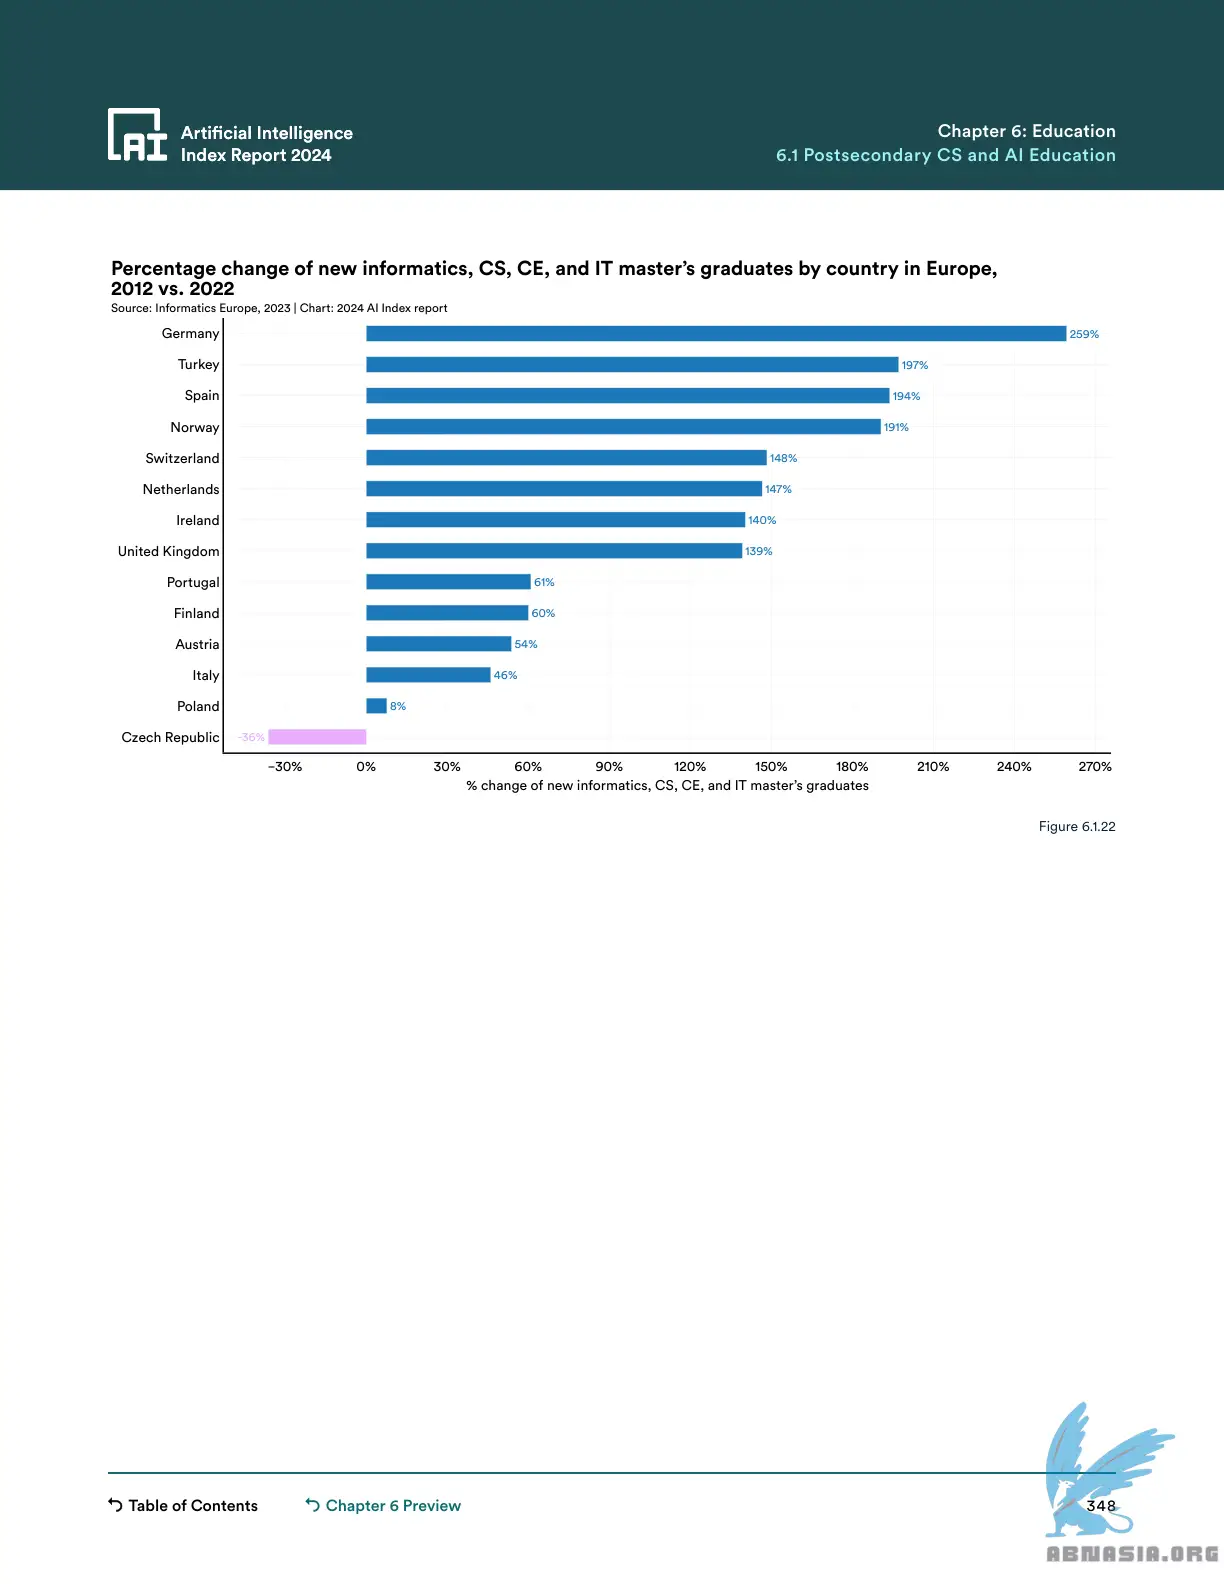 AI
Artificial Intelligence
Index Report 2024
Chapter 6: Education
6.1 Postsecondary CS and AI Education
Percentage change of new informatics, CS, CE, and IT master’s graduates by country in Europe,
2012 vs. 2022
Source: Informatics Europe, 2023 | Chart: 2024 AI Index report
Germany 259%
Turkey 197%
Spain 194%
Norway 191%
Switzerland 148%
Netherlands 147%
Ireland 140%
United Kingdom 139%
Portugal 61%
Finland 60%
Austria 54%
Italy 46%
Poland 8%
Czech Republic -36%
−30% 0% 30% 60% 90% 120% 150% 180% 210% 240% 270%
% change of new informatics, CS, CE, and IT master’s graduates
Figure 6.1.22
Table of Contents Chapter 6 Preview 348
ABNASIA.ORG